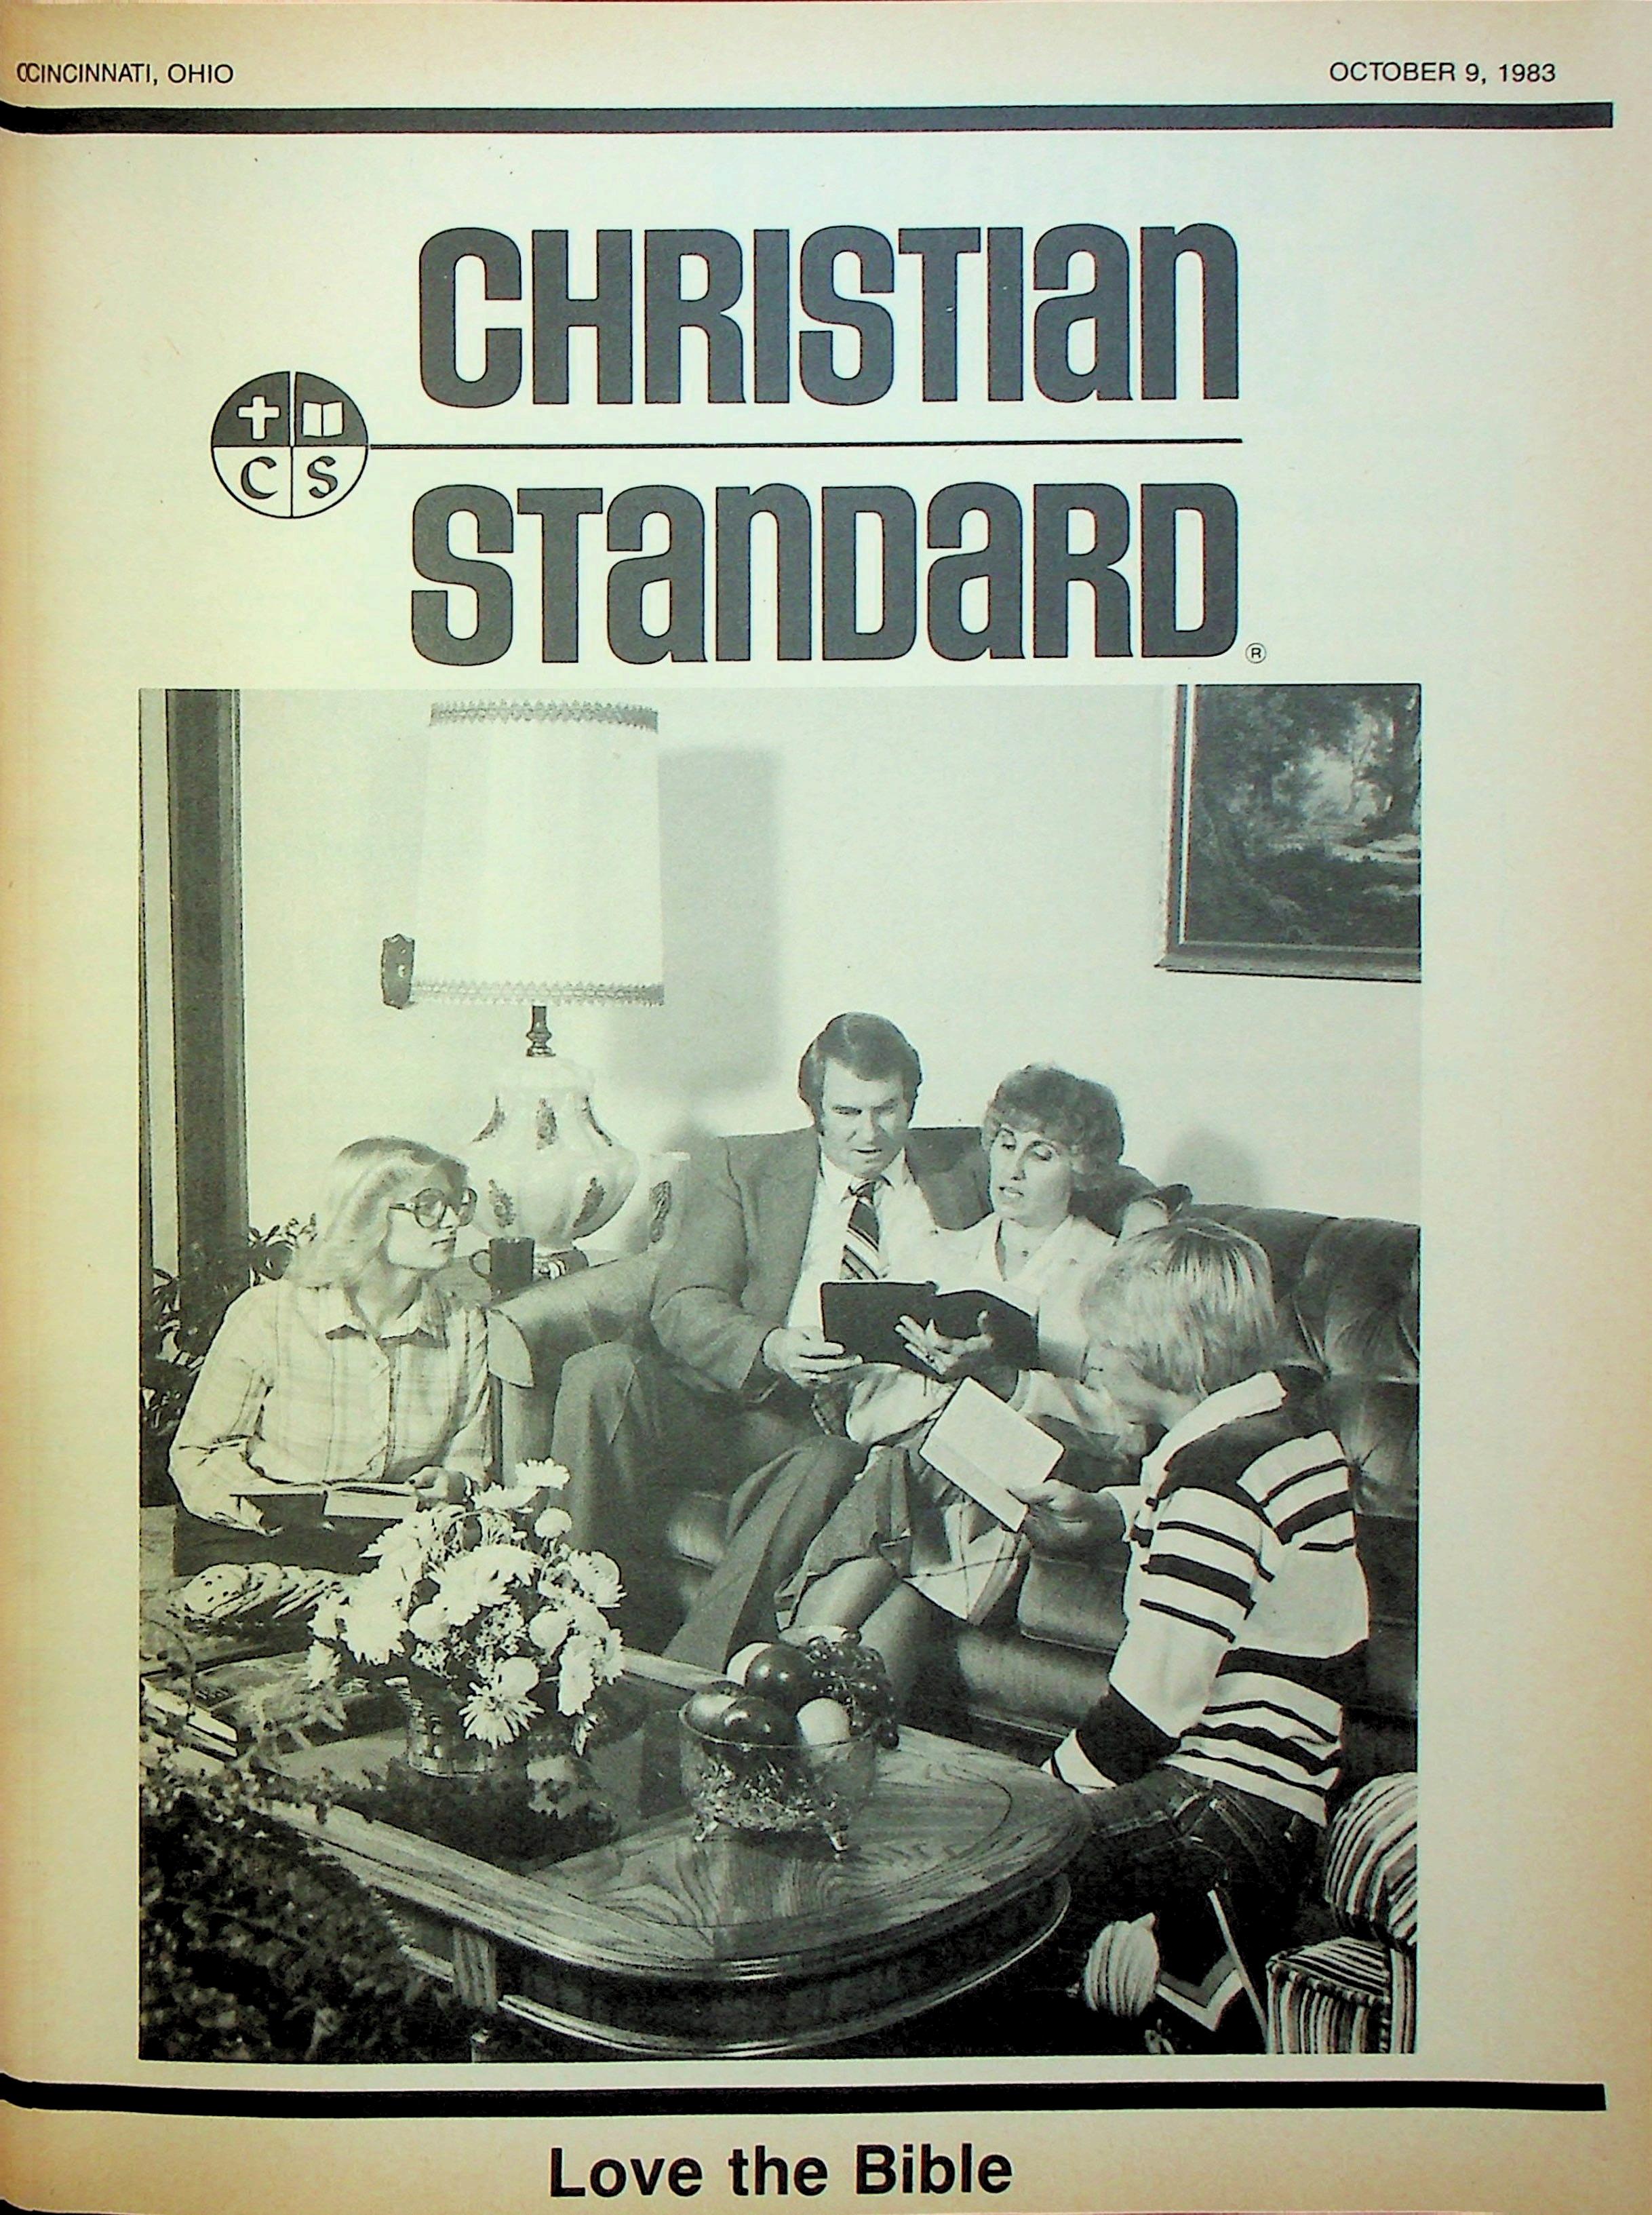 CINCINNATI, OHIO
OCTOBER 9, 1983
CHRISTIan
C S
STanDaRD®
Love the Bible